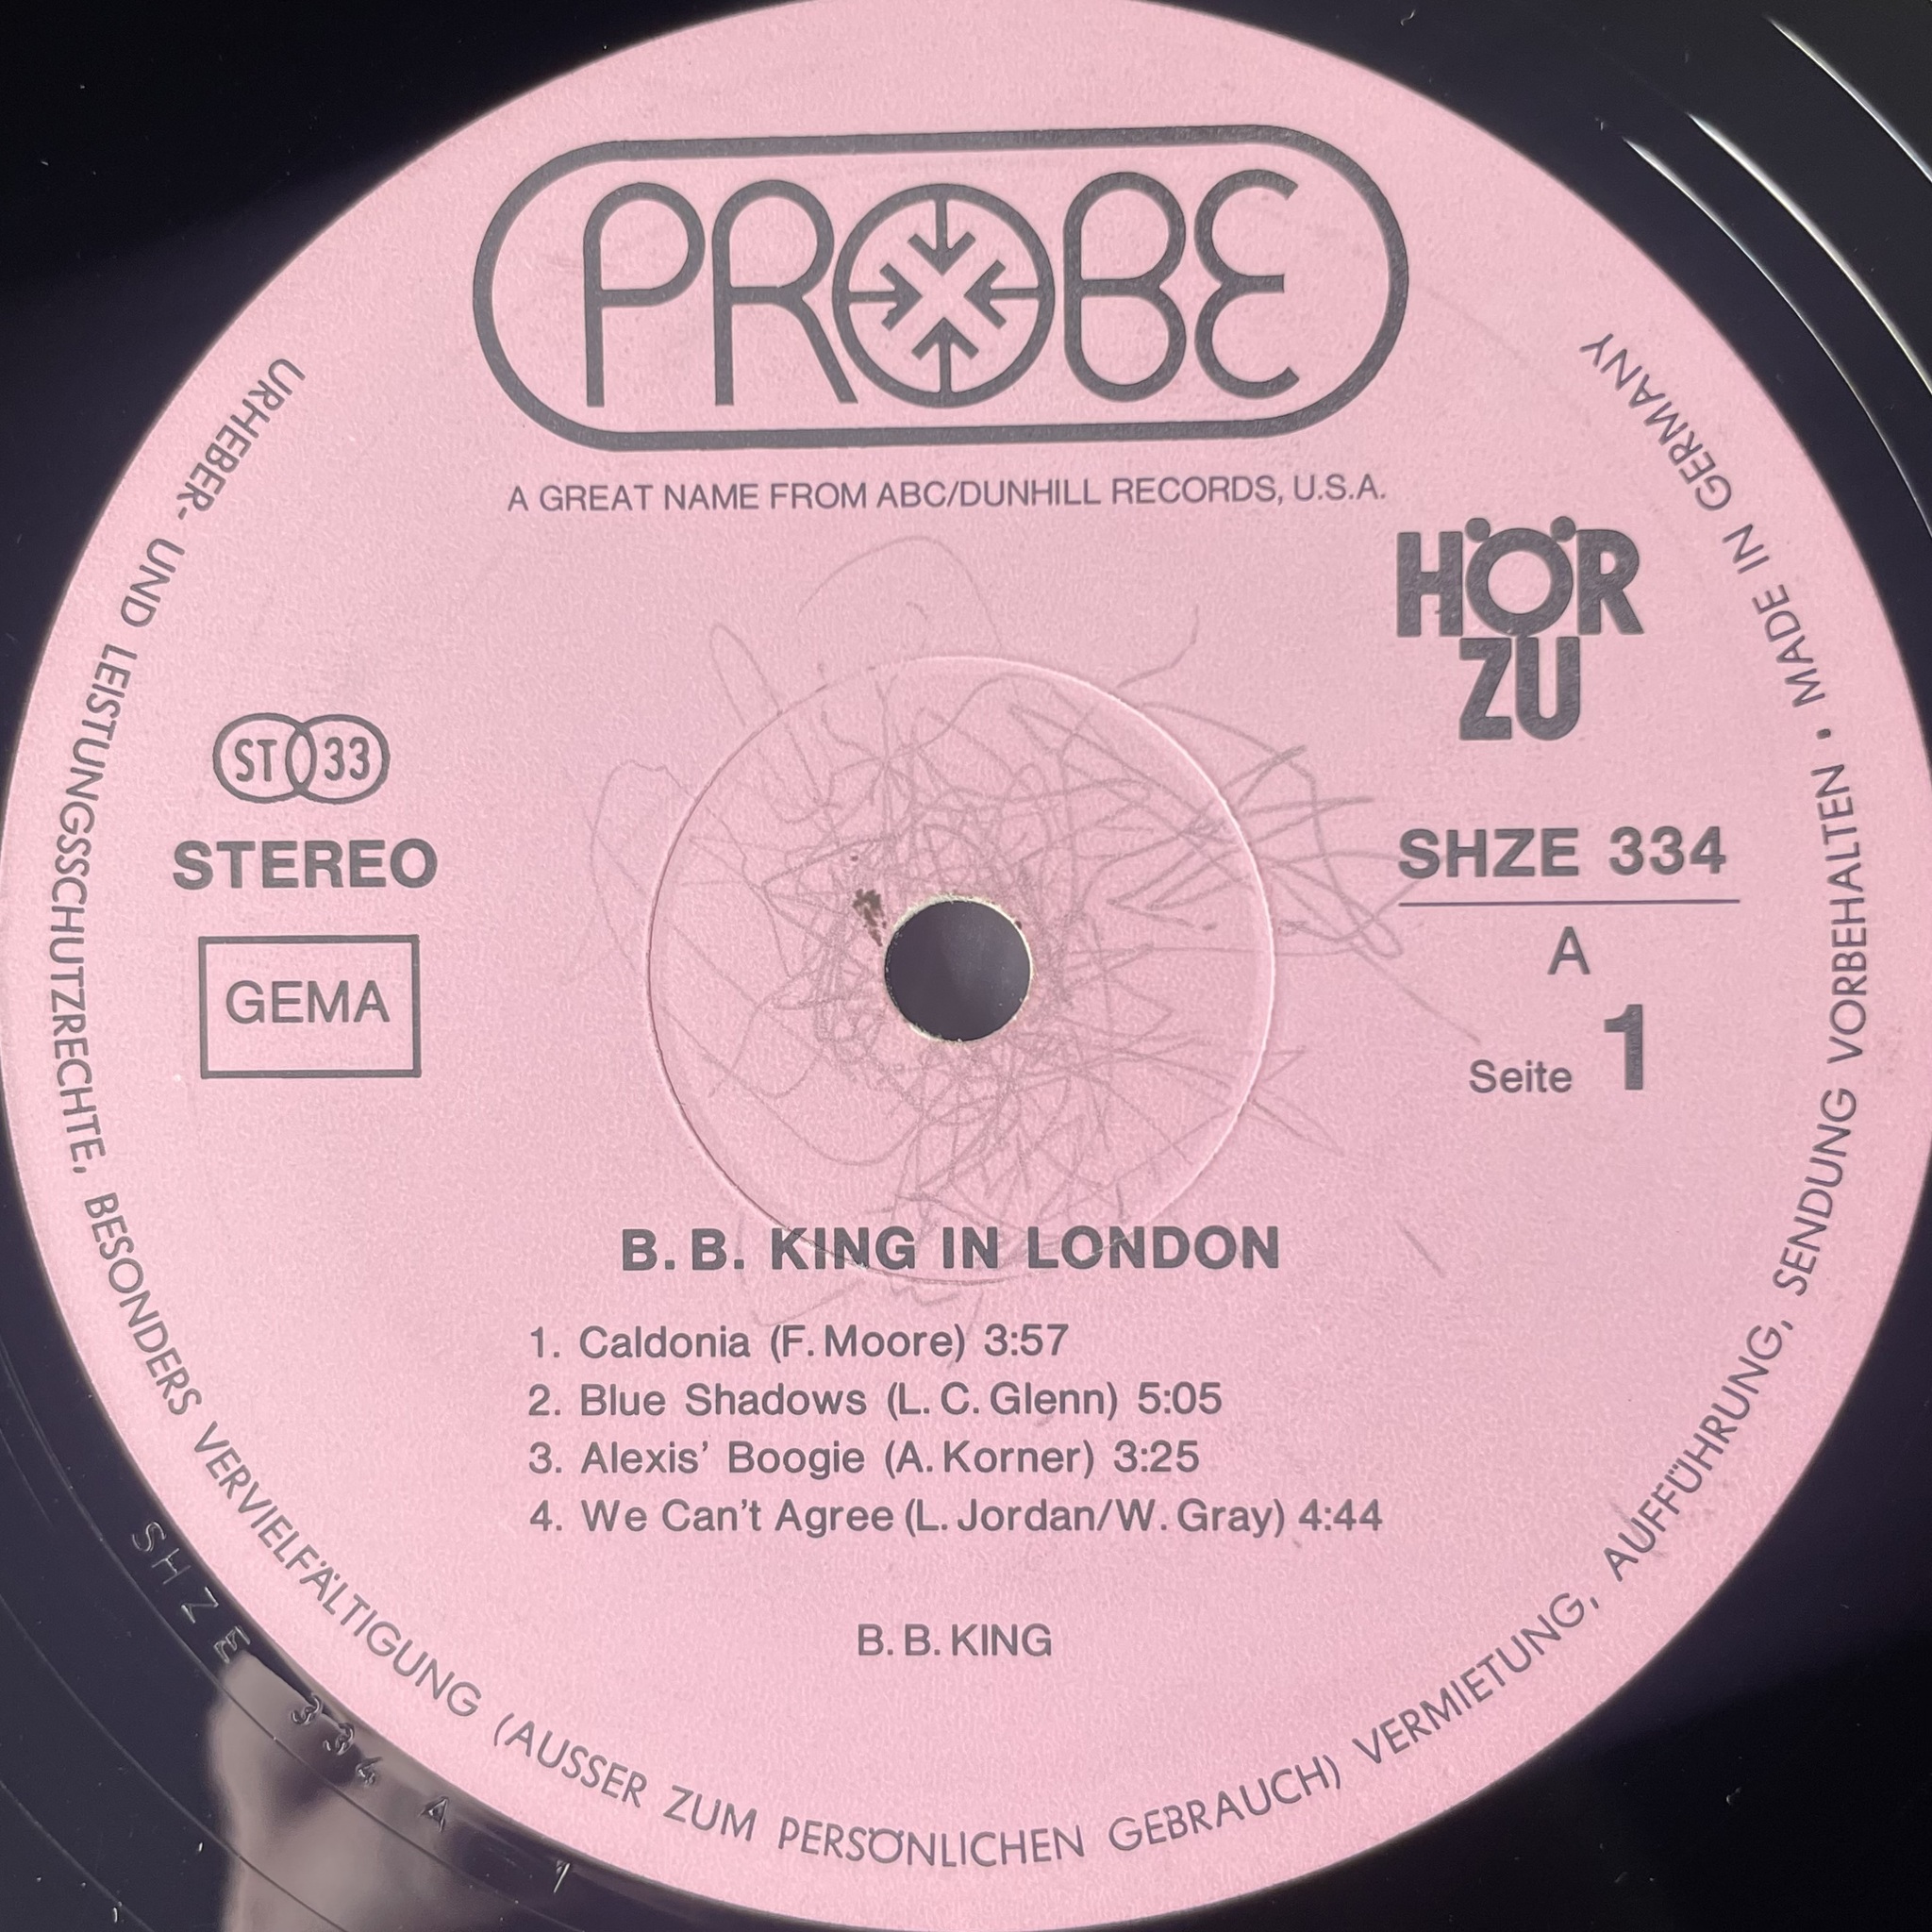 PROBE
A GREAT NAME FROM ABC/DUNHILL RECORDS, U.S.A.
HÖR
ZU
ST 33
STEREO
GEMA
SHZE 334
A
Seite 1
B. B. KING IN LONDON
1. Caldonia (F. Moore) 3:57
2. Blue Shadows (L. C. Glenn) 5:05
3. Alexis’ Boogie (A. Korner) 3:25
4. We Can’t Agree (L. Jordan/W. Gray) 4:44
B. B. KING
URHEBER- UND LEISTUNGSSCHUTZRECHTE, BESONDERS VERVIELFÄLTIGUNG (AUSSER ZUM PERSÖNLICHEN GEBRAUCH) VERMIETUNG, AUFFÜHRUNG, SENDUNG VORBEHALTEN • MADE IN GERMANY
SHZE 334 A 1